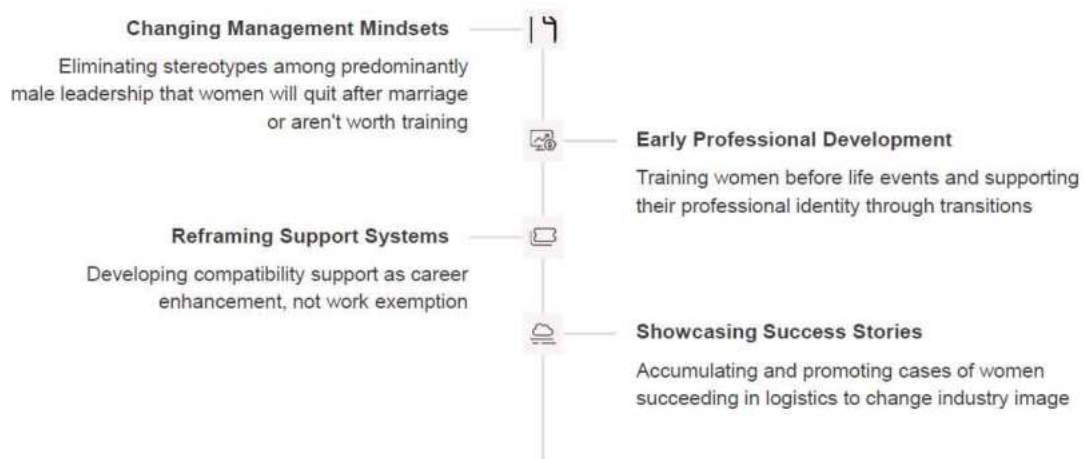 Changing Management Mindsets
Eliminating stereotypes among predominantly
male leadership that women will quit after marriage
or aren't worth training
Early Professional Development
Training women before life events and supporting
their professional identity through transitions
Reframing Support Systems
Developing compatibility support as career
enhancement, not work exemption
Showcasing Success Stories
Accumulating and promoting cases of women
succeeding in logistics to change industry image